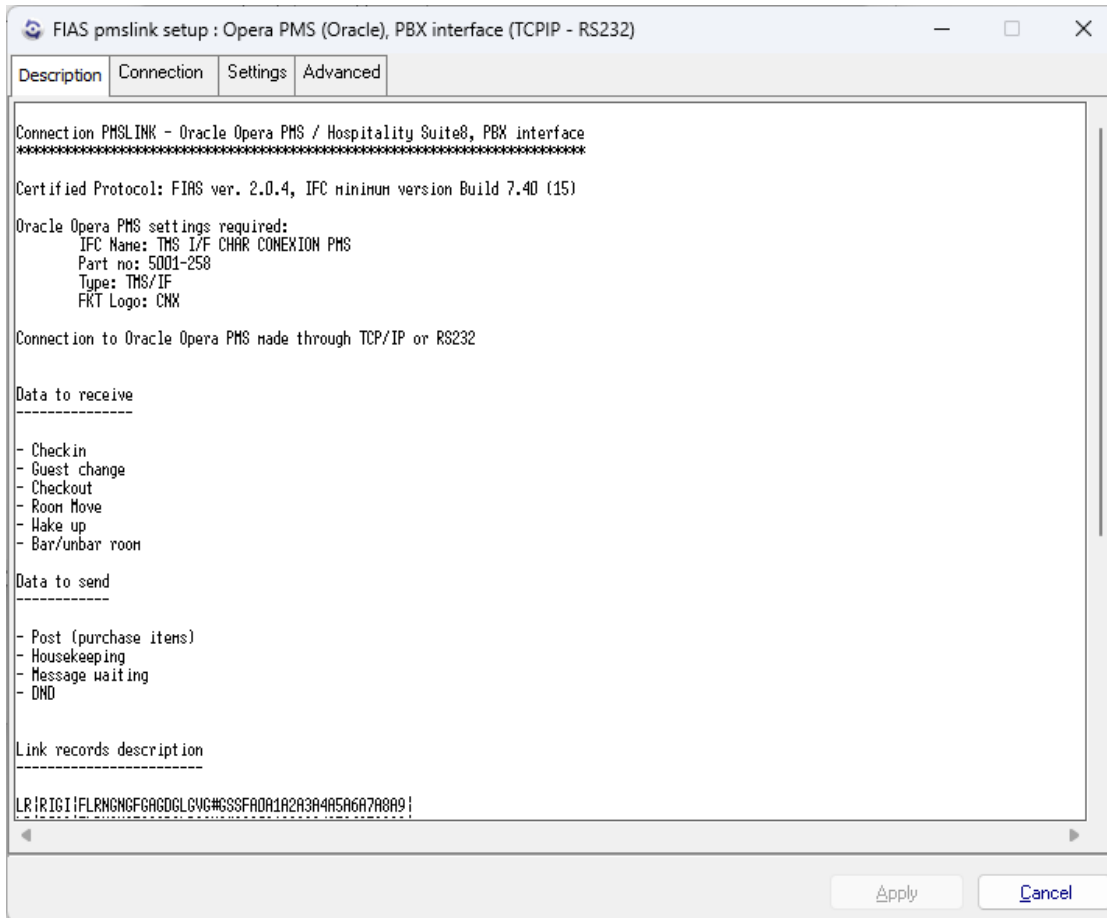 FIAS pmslink setup : Opera PMS (Oracle), PBX interface (TCPIP - RS232)
Description Connection Settings Advanced
Connection PMSLINK - Oracle Opera PMS / Hospitality Suite8, PBX interface
*************************************************************************
Certified Protocol: FIAS ver. 2.0.4, IFC minimum version Build 7.40 (15)
Oracle Opera PMS settings required:
IFC Name: TMS I/F CHAR CONEXION PMS
Part no: 5001-258
Type: TMS/IF
FKT Logo: CNX
Connection to Oracle Opera PMS made through TCP/IP or RS232
Data to receive
---------------
- Checkin
- Guest change
- Checkout
- Room Move
- Wake up
- Bar/unbar room
Data to send
------------
- Post (purchase items)
- Housekeeping
- Message waiting
- DND
Link records description
------------------------
LR|RIGI|FLRNGNGFGAGDGLGVG#GSSFA0A1A2A3A4A5A6A7A8A9|
Apply Cancel